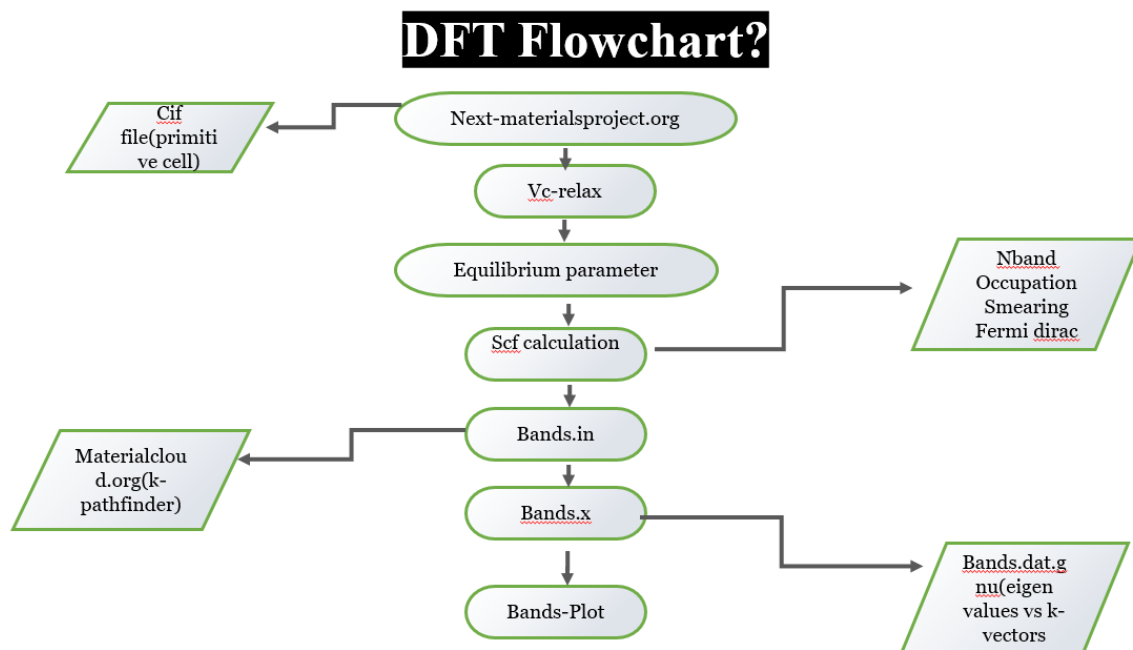 DFT Flowchart?
Cif
file(primiti
ve cell)
Next-materialsproject.org
Vc-relax
Equilibrium parameter
Nband
Occupation
Smearing
Fermi dirac
Scf calculation
Bands.in
Materialclou
d.org(k-
pathfinder)
Bands.x
Bands.dat.g
nu(eigen
values vs k-
vectors
Bands-Plot